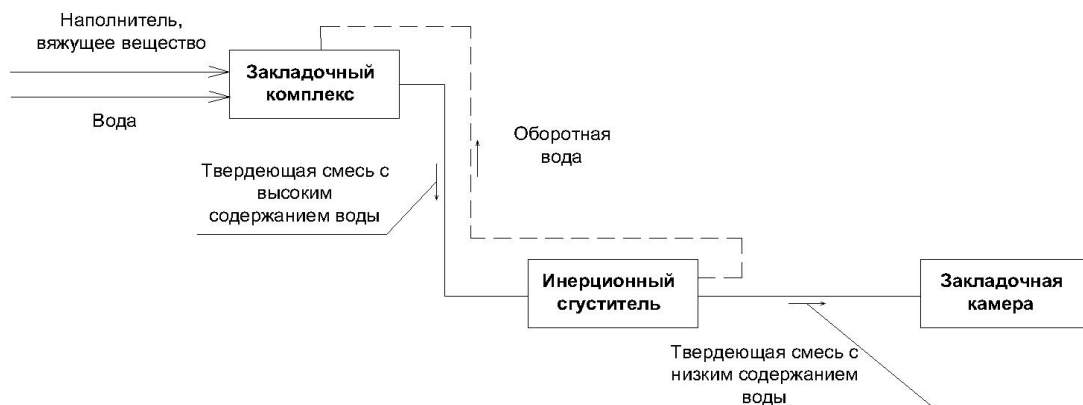 Наполнитель,
вяжущее вещество
Закладочный
комплекс
Вода
Оборотная
вода
Твердеющая смесь с
высоким
содержанием воды
Инерционный
сгуститель
Закладочная
камера
Твердеющая смесь с
низким содержанием
воды